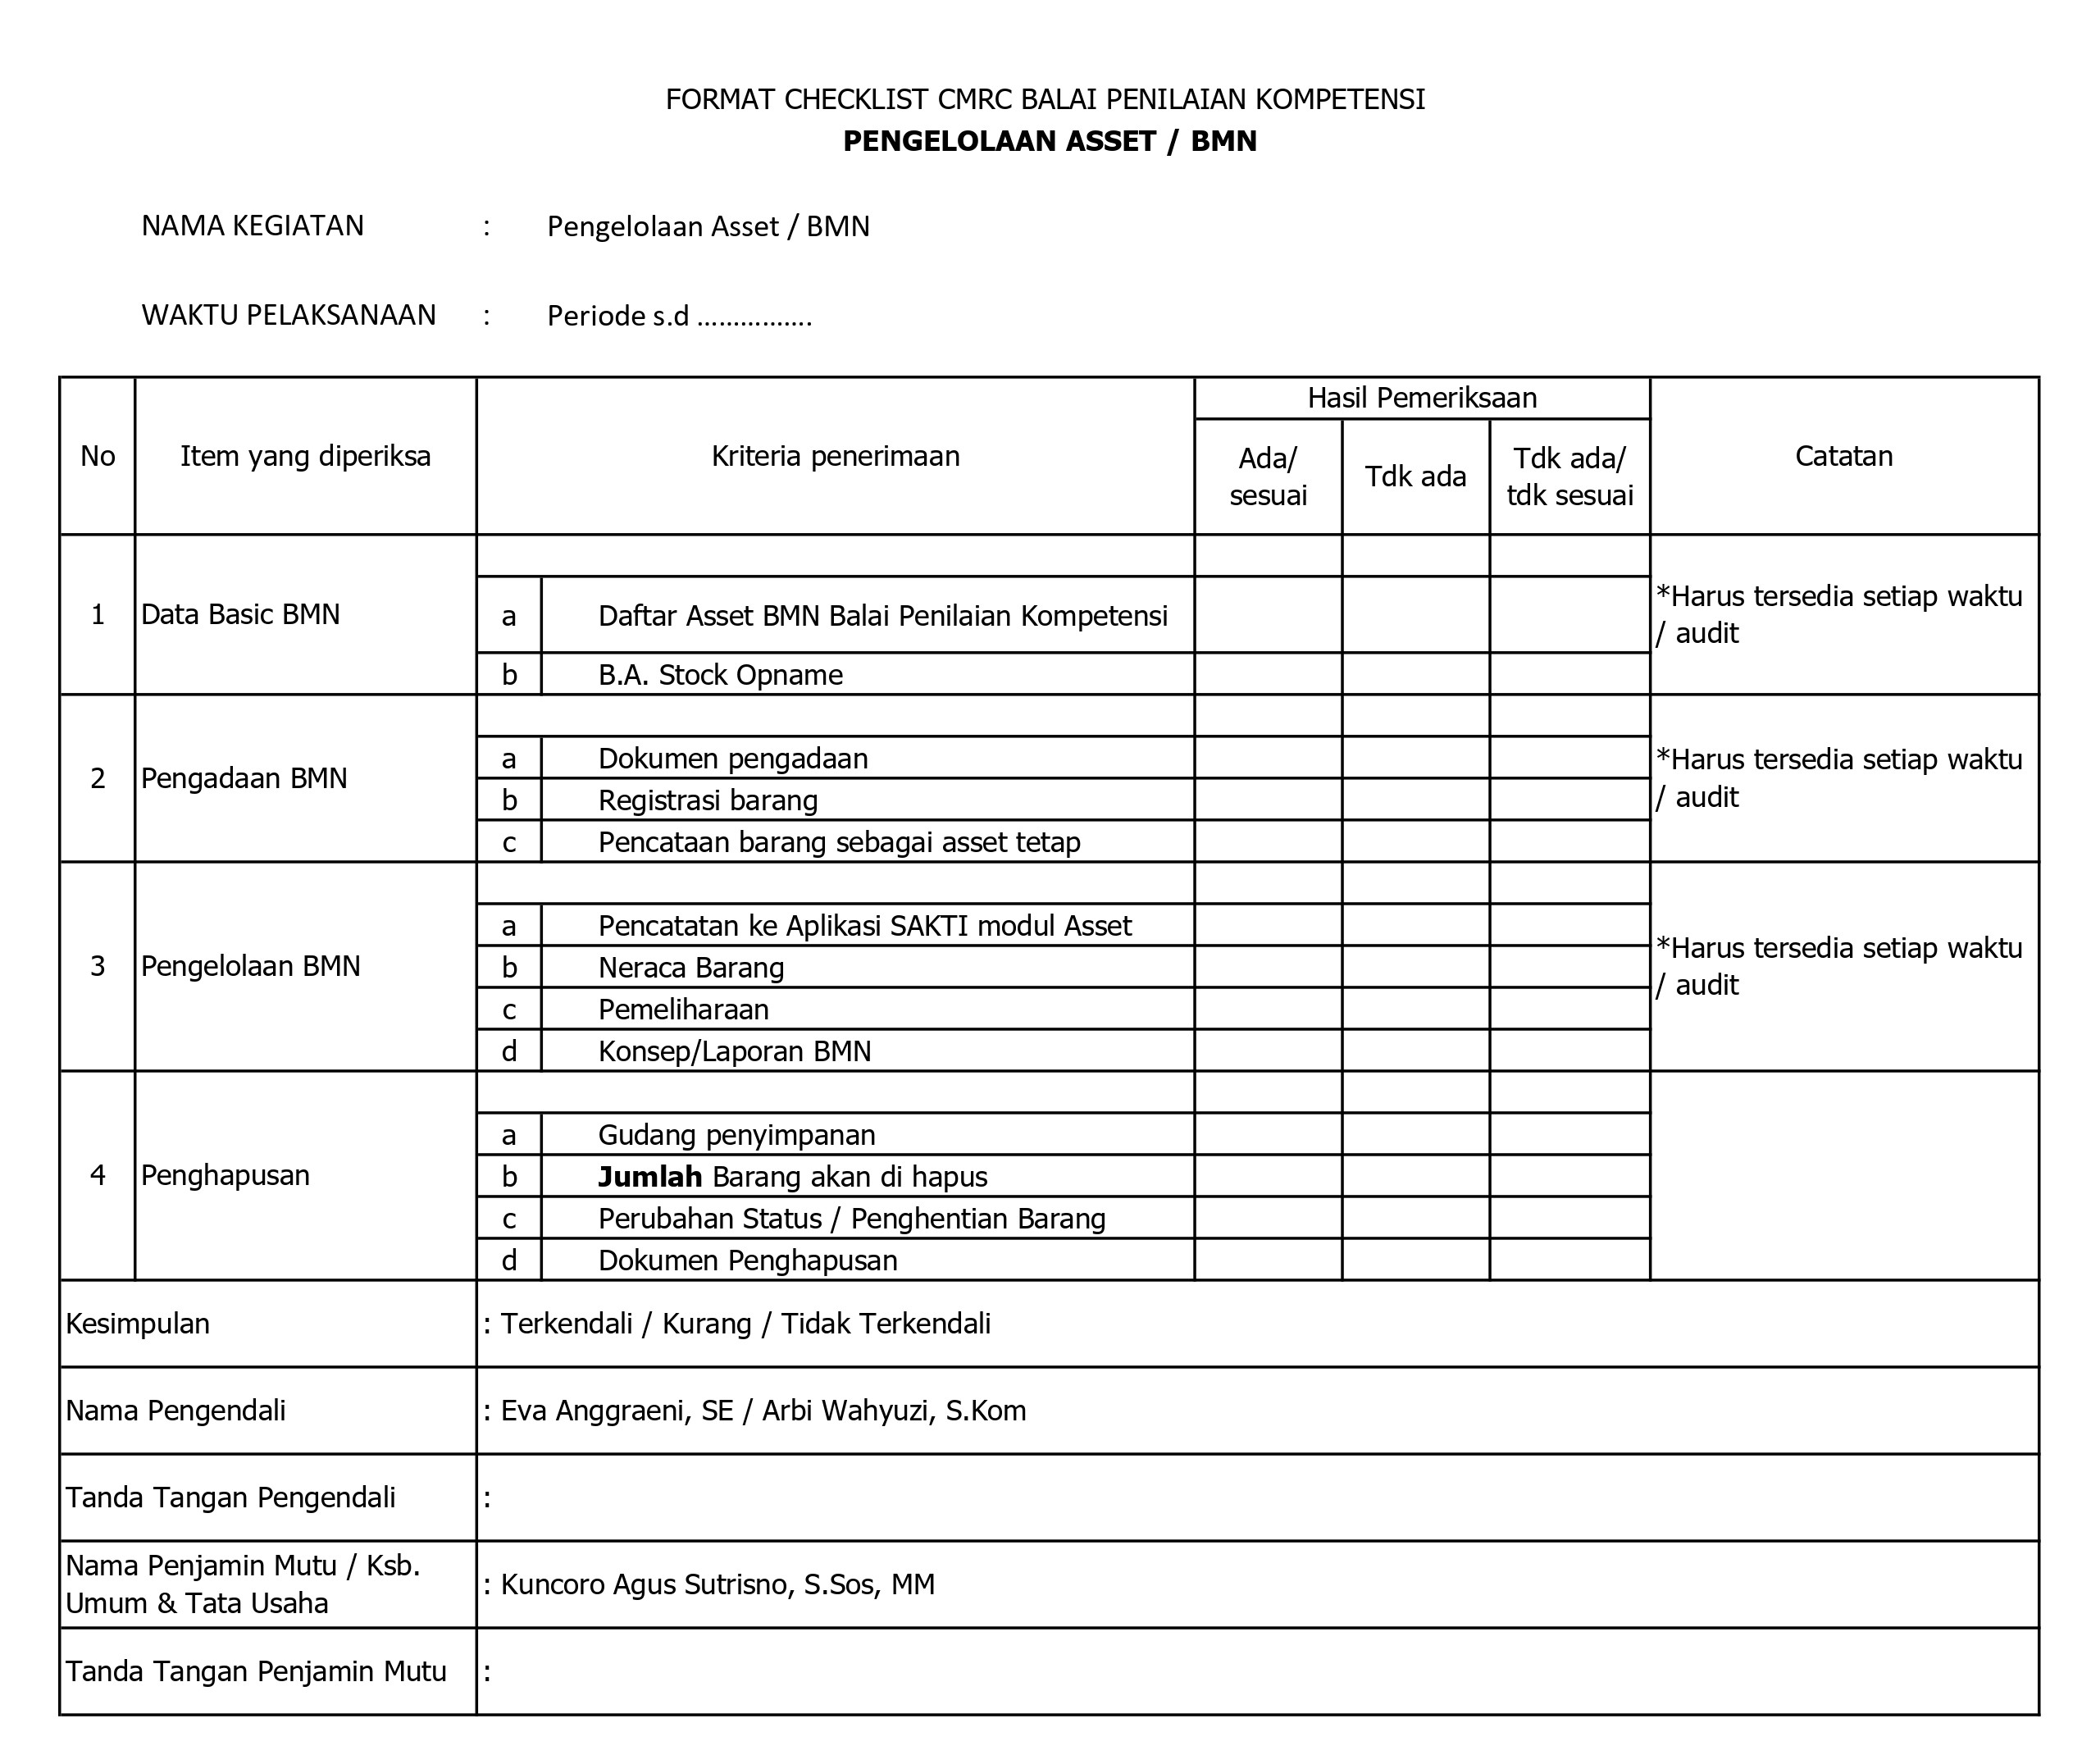 FORMAT CHECKLIST CMRC BALAI PENILAIAN KOMPETENSI
PENGELOLAAN ASSET / BMN
NAMA KEGIATAN : Pengelolaan Asset / BMN
WAKTU PELAKSANAAN : Periode s.d ................
No Item yang diperiksa Kriteria penerimaan Hasil Pemeriksaan Catatan
Ada/ sesuai Tdk ada Tdk ada/ tdk sesuai
1 Data Basic BMN
a Daftar Asset BMN Balai Penilaian Kompetensi
b B.A. Stock Opname
*Harus tersedia setiap waktu
/ audit
2 Pengadaan BMN
a Dokumen pengadaan
b Registrasi barang
c Pencataan barang sebagai asset tetap
*Harus tersedia setiap waktu
/ audit
3 Pengelolaan BMN
a Pencatatan ke Aplikasi SAKTI modul Asset
b Neraca Barang
c Pemeliharaan
d Konsep/Laporan BMN
*Harus tersedia setiap waktu
/ audit
4 Penghapusan
a Gudang penyimpanan
b Jumlah Barang akan di hapus
c Perubahan Status / Penghentian Barang
d Dokumen Penghapusan
Kesimpulan : Terkendali / Kurang / Tidak Terkendali
Nama Pengendali : Eva Anggraeni, SE / Arbi Wahyuzi, S.Kom
Tanda Tangan Pengendali :
Nama Penjamin Mutu / Ksb.
Umum & Tata Usaha : Kuncoro Agus Sutrisno, S.Sos, MM
Tanda Tangan Penjamin Mutu :